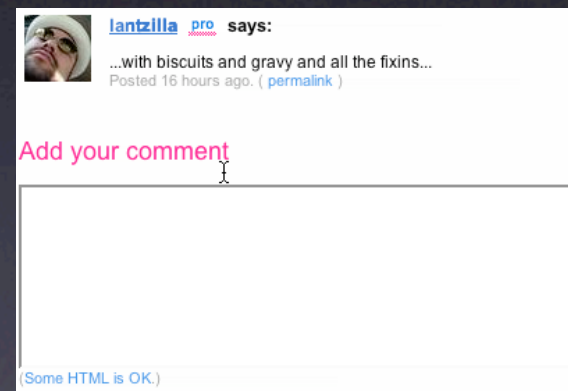 lantzilla pro says:
...with biscuits and gravy and all the fixins...
Posted 16 hours ago. ( permalink )
Add your comment
(Some HTML is OK.)